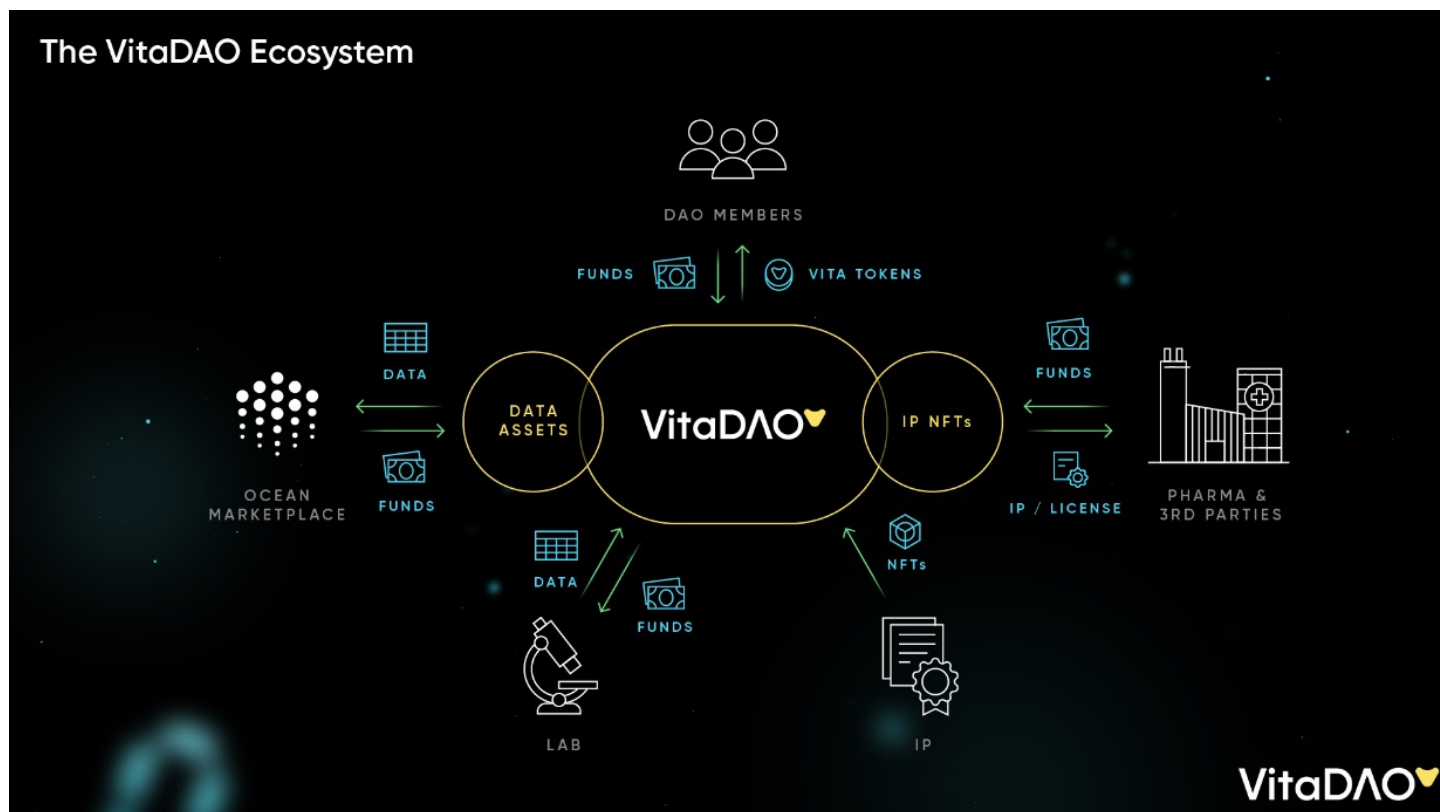 The VitaDAO Ecosystem
DAO MEMBERS
FUNDS
VITA TOKENS
DATA
FUNDS
OCEAN
MARKETPLACE
DATA
ASSETS
VitaDAO
IP NFTs
FUNDS
IP / LICENSE
PHARMA &
3RD PARTIES
DATA
FUNDS
NFTs
LAB
IP
VitaDAO